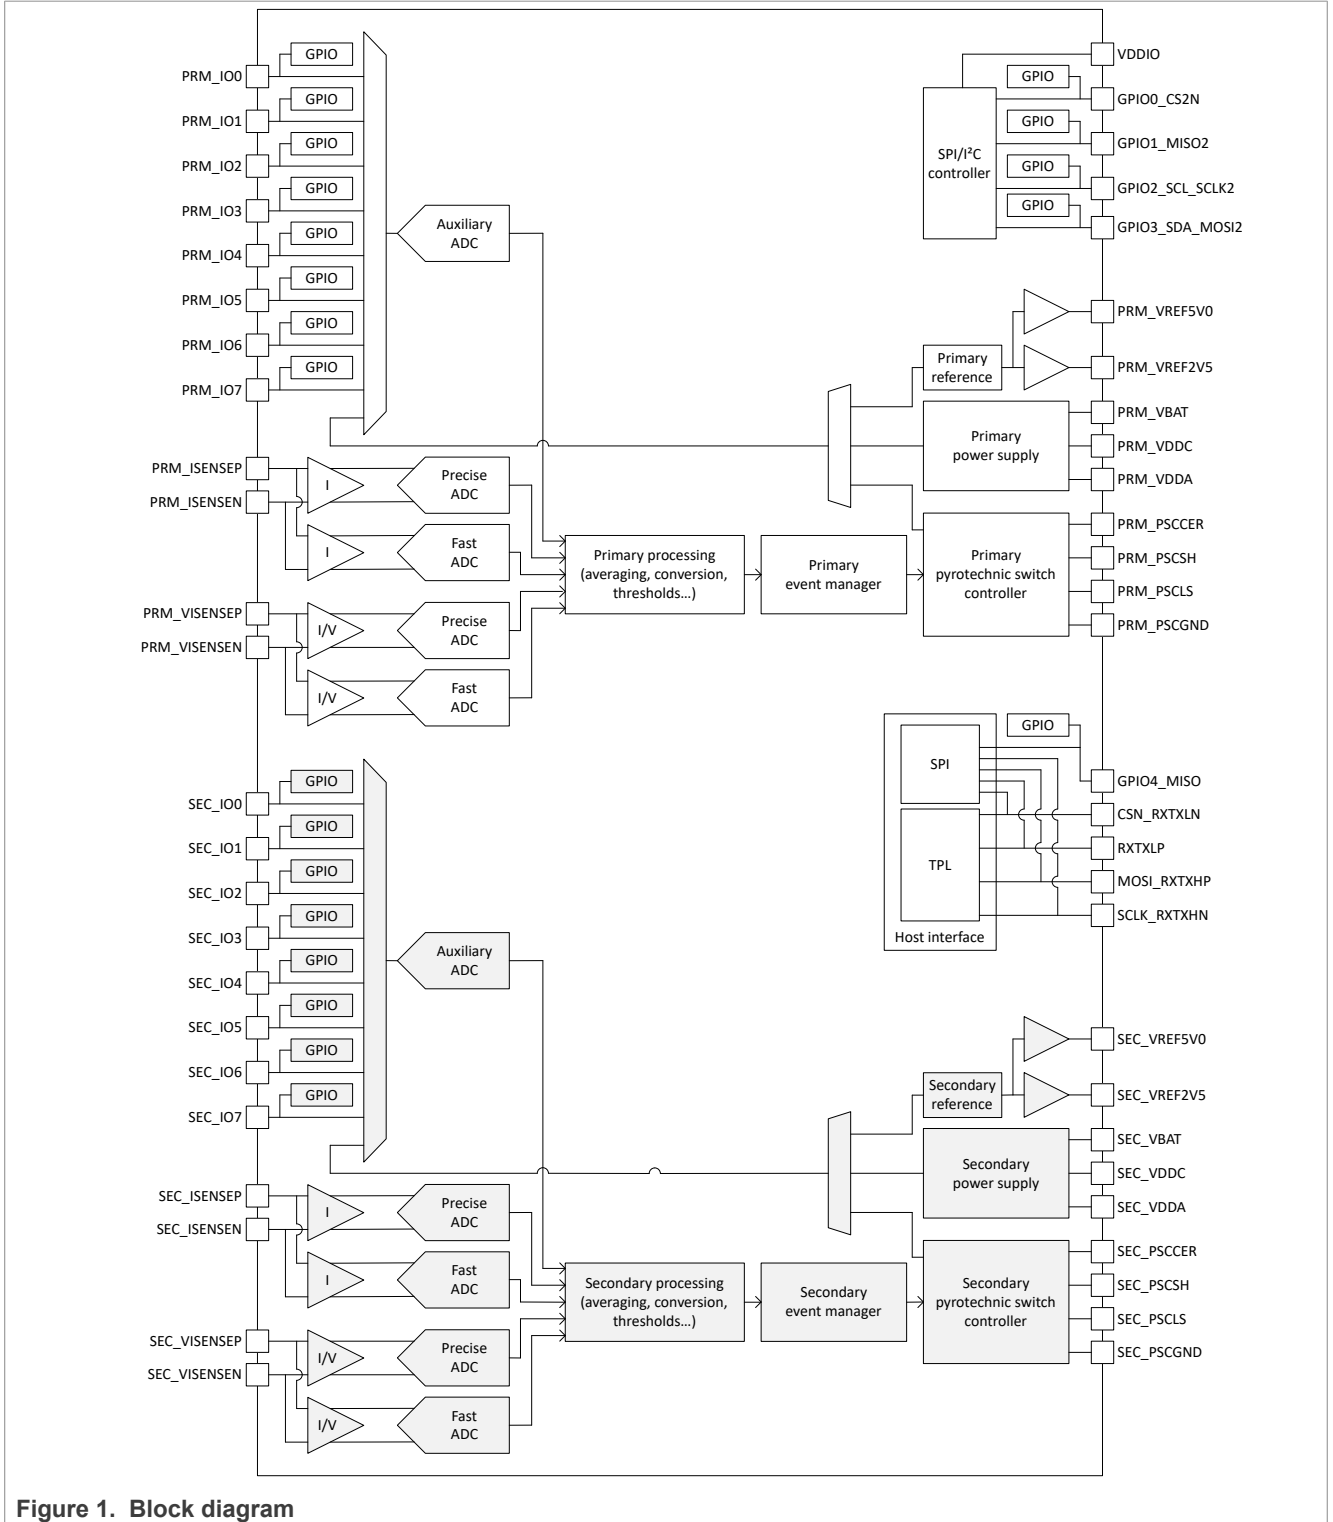 GPIO
PRM_IO0
GPIO
PRM_IO1
GPIO
PRM_IO2
GPIO
PRM_IO3
GPIO
PRM_IO4
GPIO
PRM_IO5
GPIO
PRM_IO6
GPIO
PRM_IO7
Auxiliary
ADC
PRM_ISENSEP
PRM_ISENSEN
I
Precise
ADC
I
Fast
ADC
PRM_VISENSEP
PRM_VISENSEN
I/V
Precise
ADC
I/V
Fast
ADC
Primary processing
(averaging, conversion,
thresholds...)
Primary
event manager
VDDIO
GPIO
GPIO0_CS2N
GPIO
GPIO1_MISO2
SPI/I²C
controller
GPIO
GPIO2_SCL_SCLK2
GPIO
GPIO3_SDA_MOSI2
PRM_VREF5V0
Primary
reference
PRM_VREF2V5
PRM_VBAT
Primary
power supply
PRM_VDDC
PRM_VDDA
PRM_PSCCER
Primary
pyrotechnic switch
controller
PRM_PSCSH
PRM_PSCLS
PRM_PSCGND
GPIO
SPI
GPIO4_MISO
CSN_RXTXLN
TPL
RXTXLP
MOSI_RXTXHP
SCLK_RXTXHN
Host interface
GPIO
SEC_IO0
GPIO
SEC_IO1
GPIO
SEC_IO2
GPIO
SEC_IO3
GPIO
SEC_IO4
GPIO
SEC_IO5
GPIO
SEC_IO6
GPIO
SEC_IO7
Auxiliary
ADC
SEC_ISENSEP
SEC_ISENSEN
I
Precise
ADC
I
Fast
ADC
SEC_VISENSEP
SEC_VISENSEN
I/V
Precise
ADC
I/V
Fast
ADC
Secondary processing
(averaging, conversion,
thresholds...)
Secondary
event manager
SEC_VREF5V0
Secondary
reference
SEC_VREF2V5
SEC_VBAT
Secondary
power supply
SEC_VDDC
SEC_VDDA
SEC_PSCCER
Secondary
pyrotechnic switch
controller
SEC_PSCSH
SEC_PSCLS
SEC_PSCGND
Figure 1. Block diagram